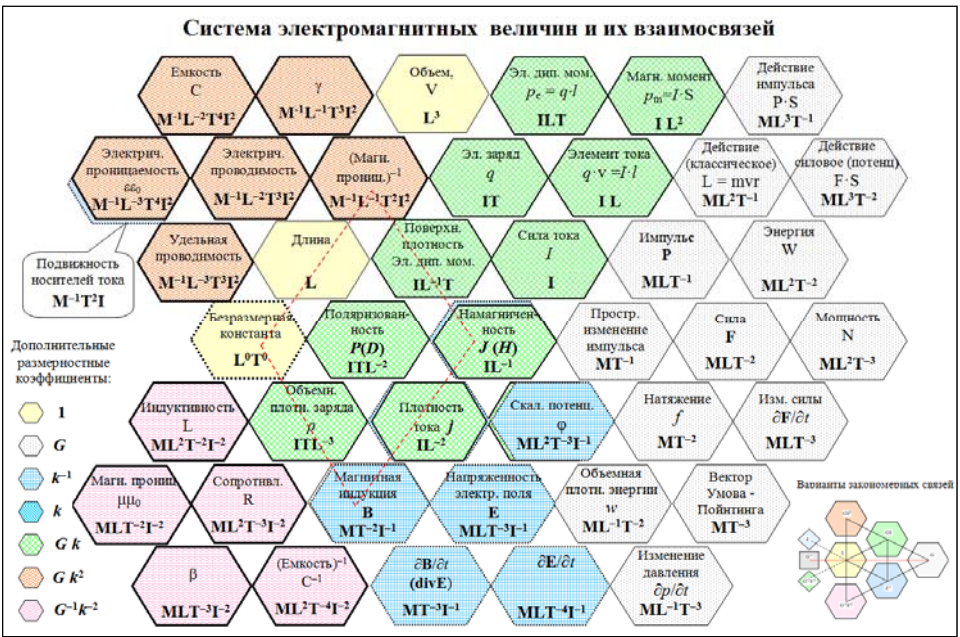 Система электромагнитных величин и их взаимосвязей
Емкость
C
M⁻¹L⁻²T⁴I²
γ
M⁻¹L⁻¹T³I²
Объем,
V
L³
Эл. дип. мом.
pₑ = q·l
ILT
Магн. момент
pₘ=I·S
I L²
Действие
импульса
P·S
ML³T⁻¹
Электрич.
проницаемость
εε₀
M⁻¹L⁻³T⁴I²
Электрич.
проводимость
M⁻¹L⁻²T³I²
(Магн.
прониц.)⁻¹
M⁻¹L⁻¹T²I²
Эл. заряд
q
IT
Элемент тока
q·v =I·l
I L
Действие
(классическое)
L = mvr
ML²T⁻¹
Действие
силовое (потенц)
F·S
ML³T⁻²
Подвижность
носителей тока
M⁻¹T²I
Удельная
проводимость
M⁻¹L⁻³T³I²
Длина
L
Поверхн.
плотность
Эл. дип. мом.
IL⁻¹T
Сила тока
I
I
Импульс
P
MLT⁻¹
Энергия
W
ML²T⁻²
Безразмерная
константа
L⁰T⁰
Поляризован-
ность
P(D)
ITL⁻²
Намагничен-
ность
J (H)
IL⁻¹
Простр.
изменение
импульса
MT⁻¹
Сила
F
MLT⁻²
Мощность
N
ML²T⁻³
Дополнительные
размерностные
коэффициенты:
1
G
k⁻¹
k
G k
G k²
G⁻¹k⁻²
Индуктивность
L
ML²T⁻²I⁻²
Объемн.
плотн. заряда
ρ
ITL⁻³
Плотность
тока j
IL⁻²
Скал. потенц.
φ
ML²T⁻³I⁻¹
Натяжение
f
MT⁻²
Изм. силы
∂F/∂t
MLT⁻³
Магн. прониц
μμ₀
MLT⁻²I⁻²
Сопротивл.
R
ML²T⁻³I⁻²
Магнитная
индукция
B
MT⁻²I⁻¹
Напряженность
электр. поля
E
MLT⁻³I⁻¹
Объемная
плотн. энергии
w
ML⁻¹T⁻²
Вектор
Умова -
Пойнтинга
MT⁻³
Варианты закономерных связей
β
MLT⁻³I⁻²
(Емкость)⁻¹
C⁻¹
ML²T⁻⁴I⁻²
∂B/∂t
(divE)
MT⁻³I⁻¹
∂E/∂t
MLT⁻⁴I⁻¹
Изменение
давления
∂p/∂t
ML⁻¹T⁻³